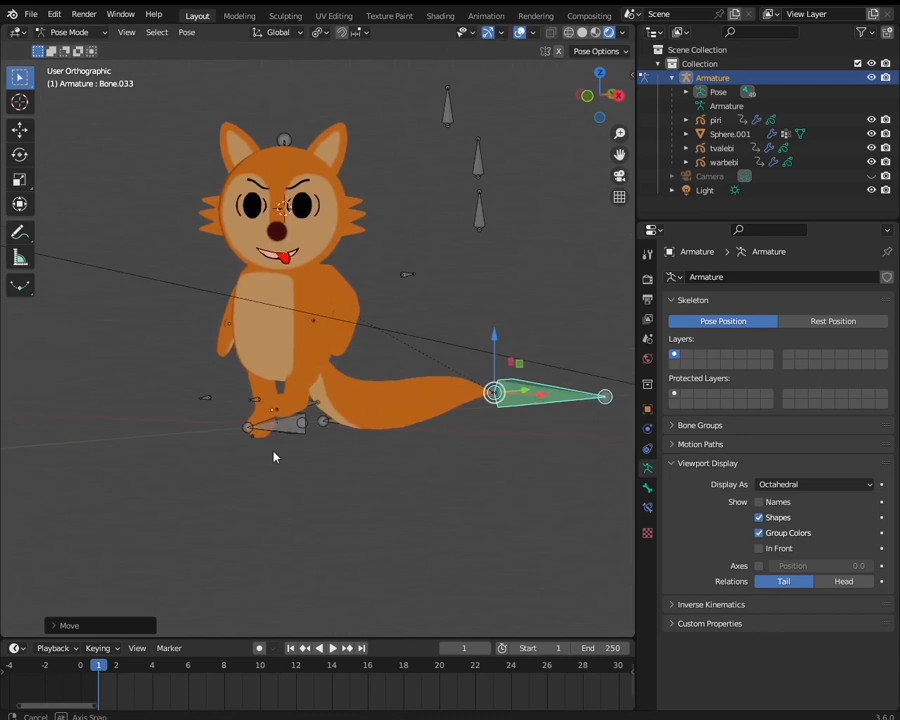 File Edit Render Window Help Layout Modeling Sculpting UV Editing Texture Paint Shading Animation Rendering Compositing Scene View Layer
Pose Mode View Select Pose Global Pose Options
Scene Collection
Collection
Armature
Pose 49
Armature
piri
Sphere.001
tvalebi
warbebi
Camera
Light
User Orthographic
(1) Armature : Bone.033
Z
X
Armature Armature
Armature
Skeleton
Pose Position Rest Position
Layers:
Protected Layers:
Bone Groups
Motion Paths
Viewport Display
Display As Octahedral
Show Names
Shapes
Group Colors
In Front
Axes Position 0.0
Relations Tail Head
Inverse Kinematics
Custom Properties
Move
Playback Keying View Marker 1 Start 1 End 250
-4 -2 0 1 2 4 6 8 10 12 14 16 18 20 22 24 26 28 30
Cancel Alt Axis Snap 3.6.0